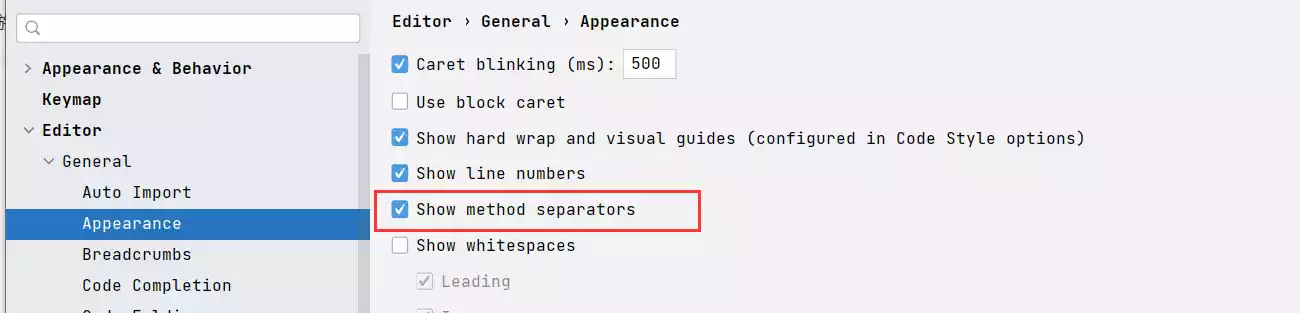 Appearance & Behavior
Keymap
Editor
General
Auto Import
Appearance
Breadcrumbs
Code Completion
Editor › General › Appearance
Caret blinking (ms): 500
Use block caret
Show hard wrap and visual guides (configured in Code Style options)
Show line numbers
Show method separators
Show whitespaces
Leading